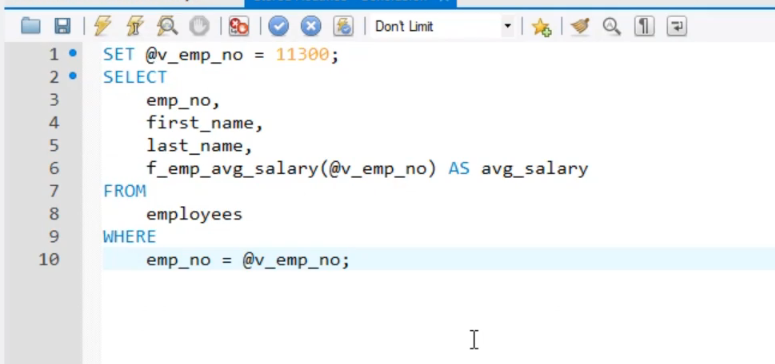 Don't Limit
1 SET @v_emp_no = 11300;
2 SELECT
3 emp_no,
4 first_name,
5 last_name,
6 f_emp_avg_salary(@v_emp_no) AS avg_salary
7 FROM
8 employees
9 WHERE
10 emp_no = @v_emp_no;